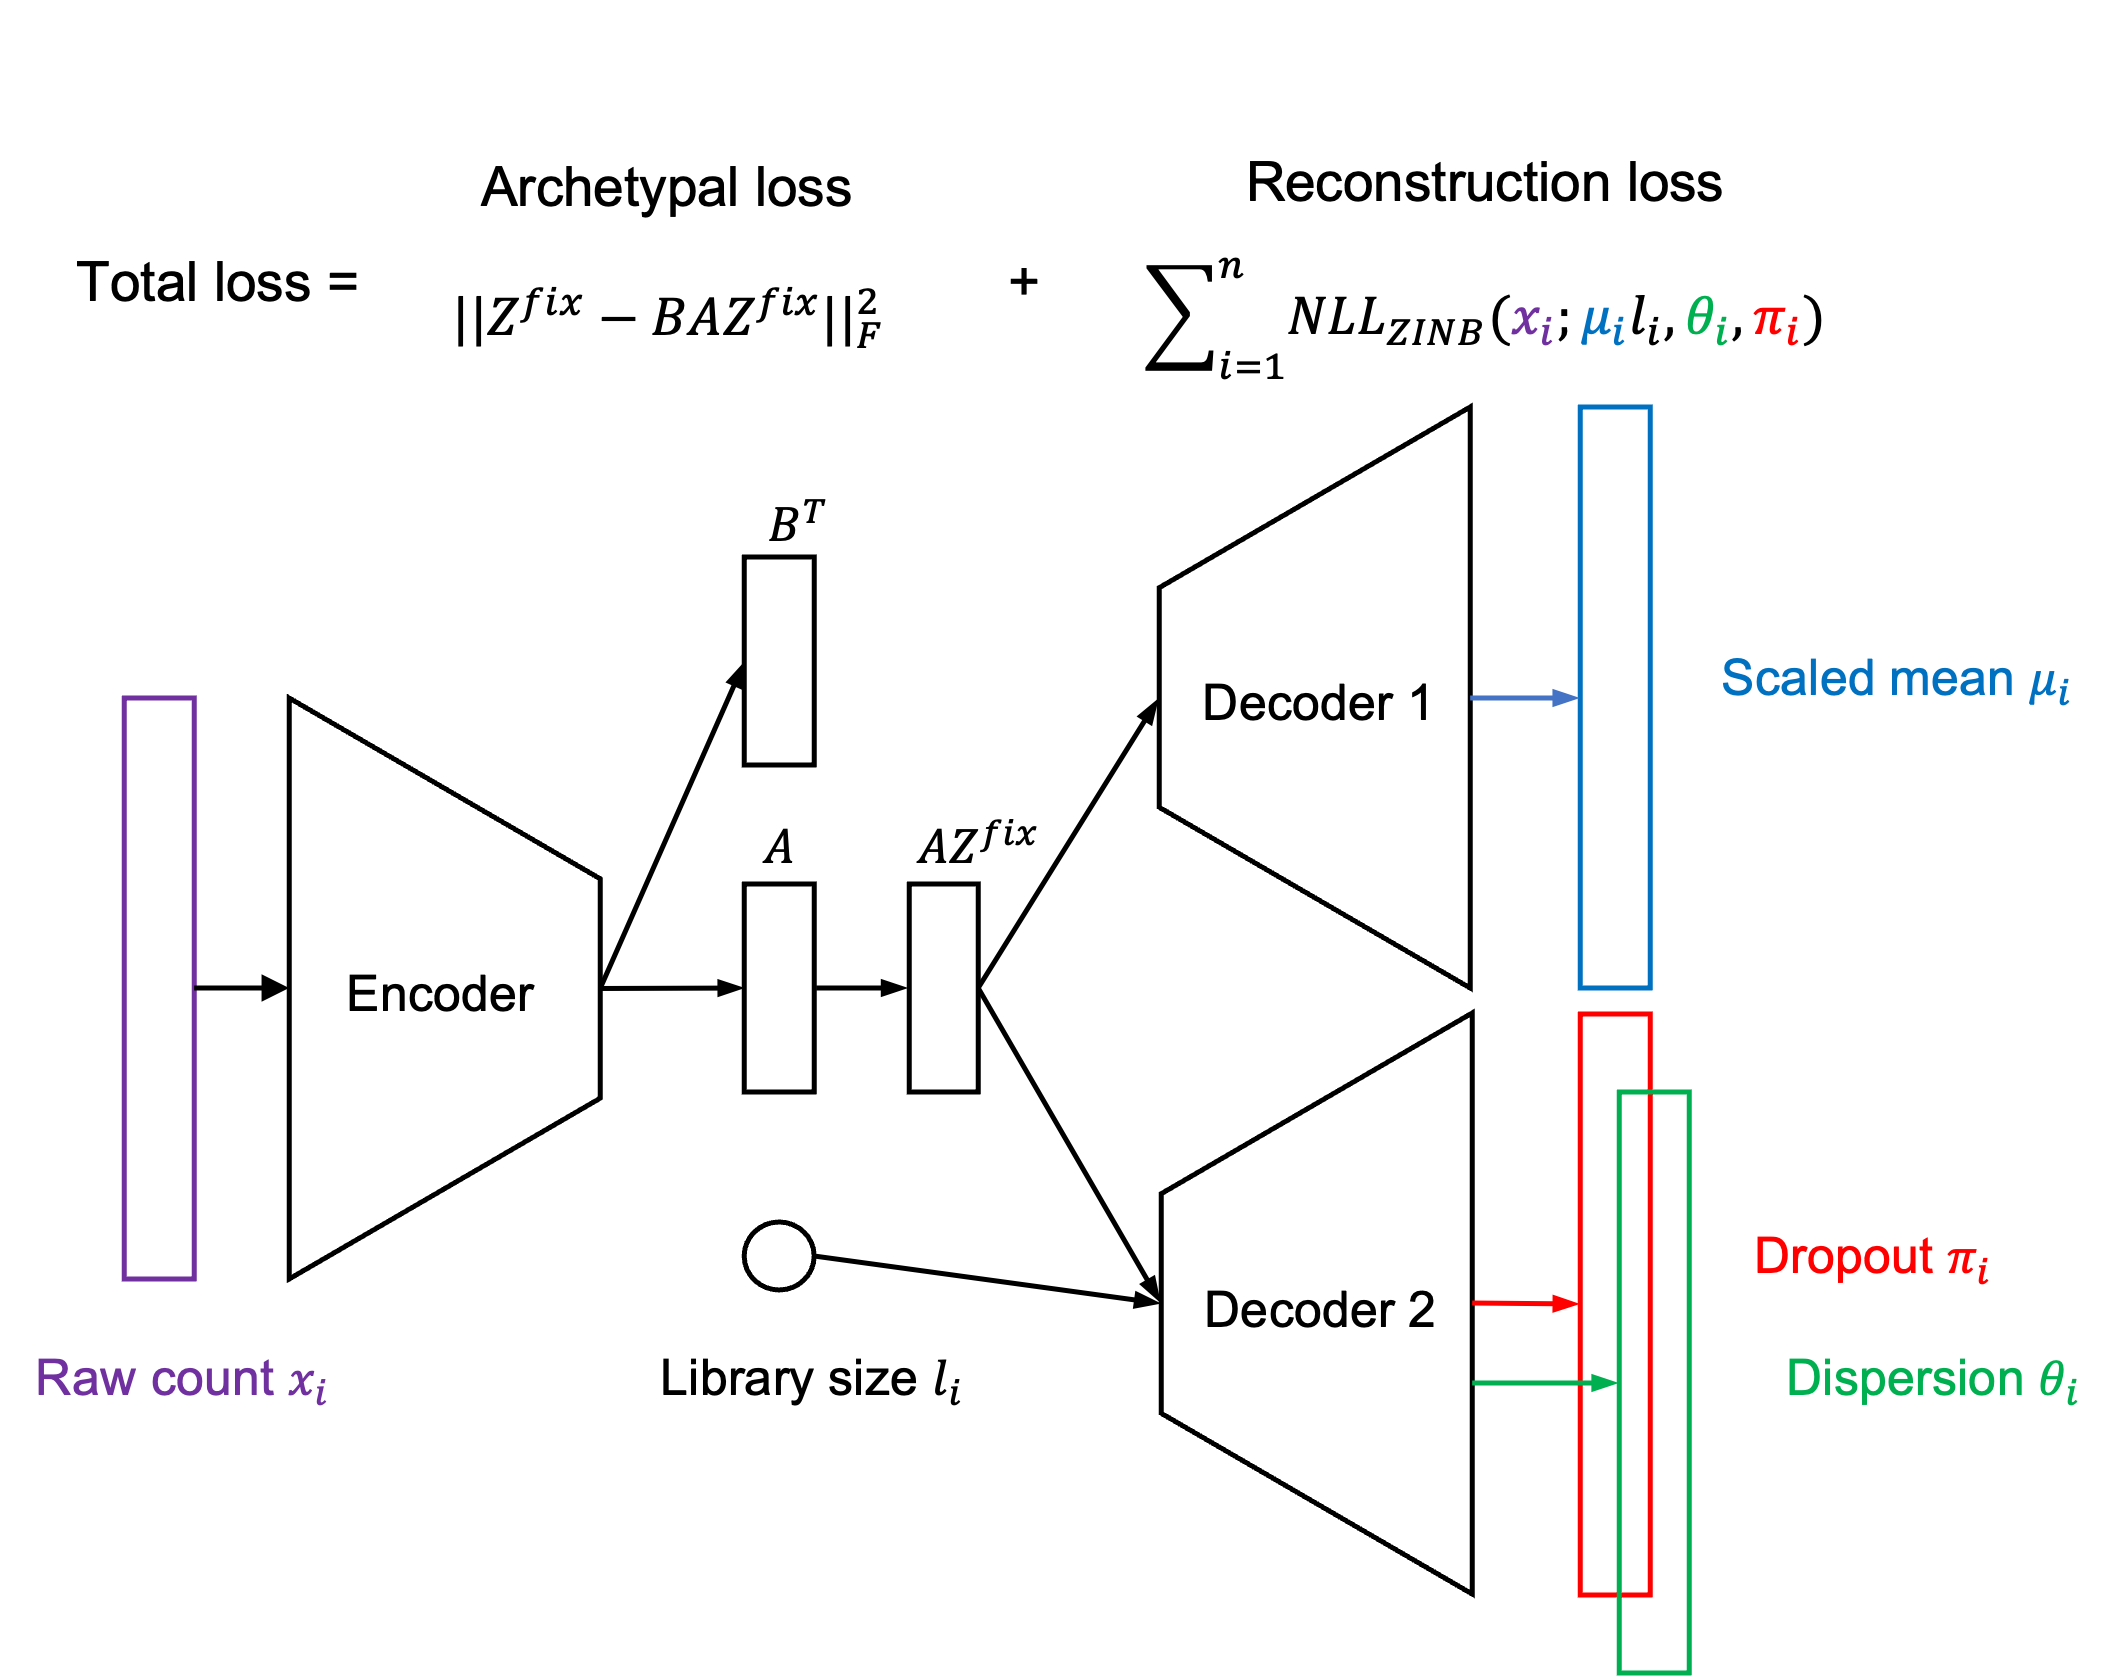 Archetypal loss
Reconstruction loss
Total loss = ||Z^{fix} − BAZ^{fix}||_F^2 + ∑_{i=1}^{n} NLL_{ZINB}(x_i; μ_i l_i, θ_i, π_i)
B^T
Decoder 1
Scaled mean μ_i
A
AZ^{fix}
Encoder
Dropout π_i
Decoder 2
Raw count x_i
Library size l_i
Dispersion θ_i